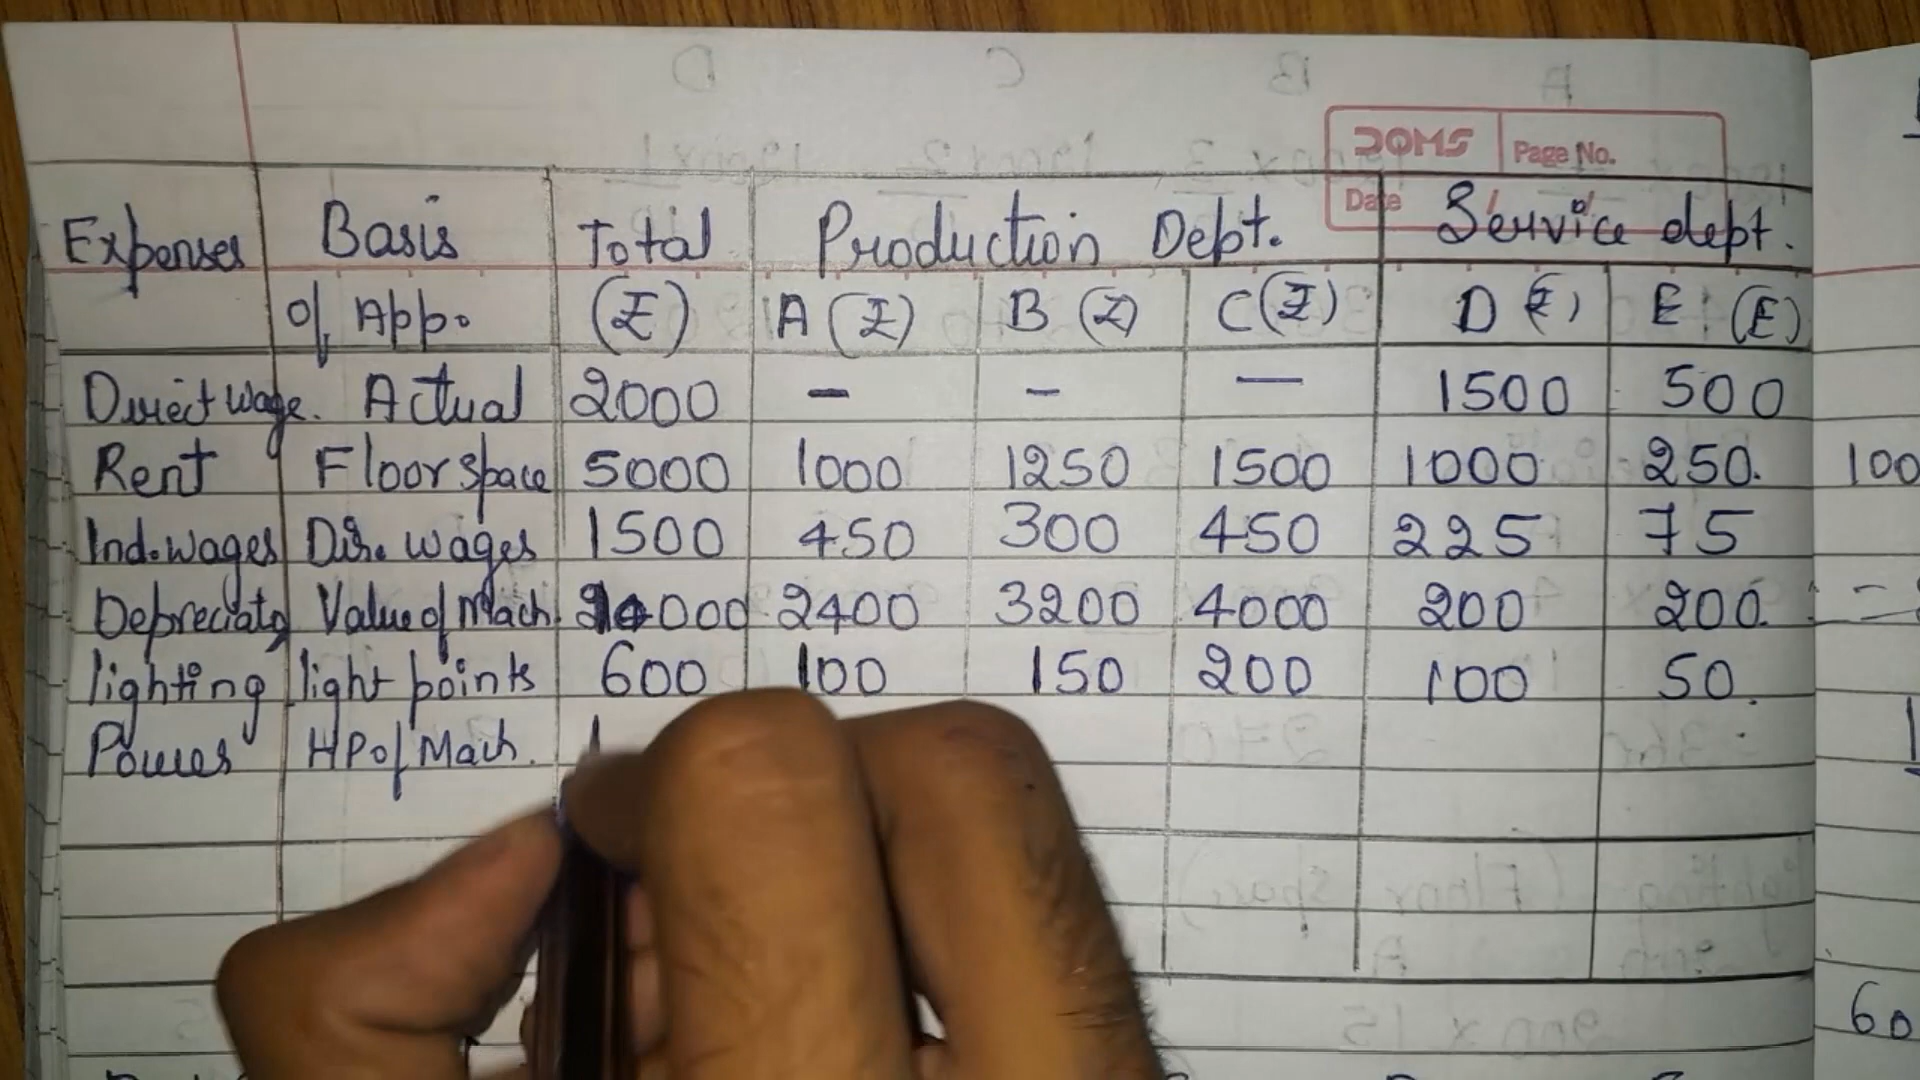 DOMS Page No.
Date
Expenses Basis Total Production Dept. Service dept.
of Appo. (₹) A (₹) B (₹) C (₹) D (₹) E (₹)
Direct wage. Actual 2000 - - - 1500 500
Rent Floor space 5000 1000 1250 1500 1000 250. 100
Ind. wages Dir. wages 1500 450 300 450 225 75
Value of Mach. 2400 3200 4000 200 200. =
lighting light points 600 100 150 200 100 50.
Power HP of Mach.
60